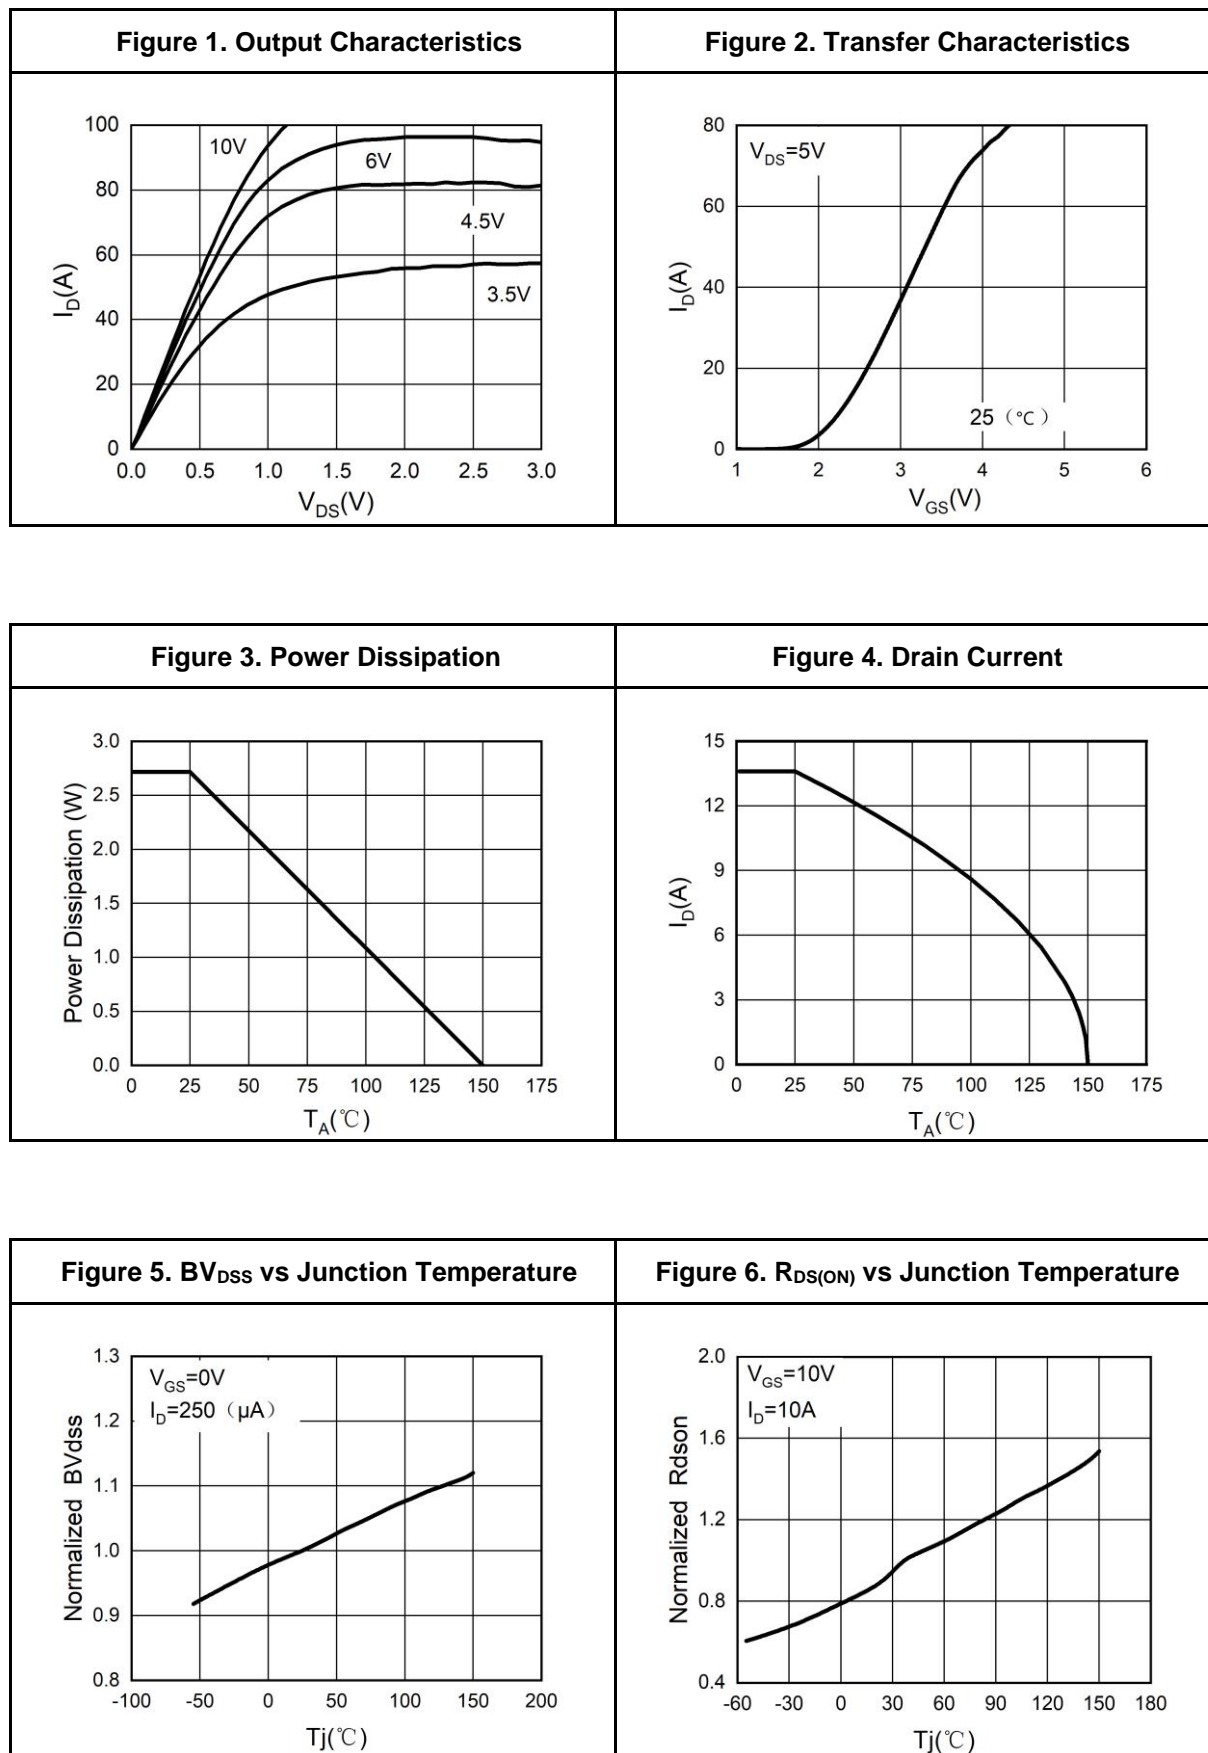 Figure 1. Output Characteristics
Figure 2. Transfer Characteristics
100
80
60
40
20
0
I_D(A)
10V
6V
4.5V
3.5V
0.0 0.5 1.0 1.5 2.0 2.5 3.0
V_DS(V)
80
60
40
20
0
I_D(A)
V_DS=5V
25（℃）
1 2 3 4 5 6
V_GS(V)
Figure 3. Power Dissipation
Figure 4. Drain Current
3.0
2.5
2.0
1.5
1.0
0.5
0.0
Power Dissipation (W)
0 25 50 75 100 125 150 175
T_A(℃)
15
12
9
6
3
0
I_D(A)
0 25 50 75 100 125 150 175
T_A(℃)
Figure 5. BV_DSS vs Junction Temperature
Figure 6. R_DS(ON) vs Junction Temperature
1.3
1.2
1.1
1.0
0.9
0.8
Normalized BVdss
V_GS=0V
I_D=250（μA）
-100 -50 0 50 100 150 200
Tj(℃)
2.0
1.6
1.2
0.8
0.4
Normalized Rdson
V_GS=10V
I_D=10A
-60 -30 0 30 60 90 120 150 180
Tj(℃)